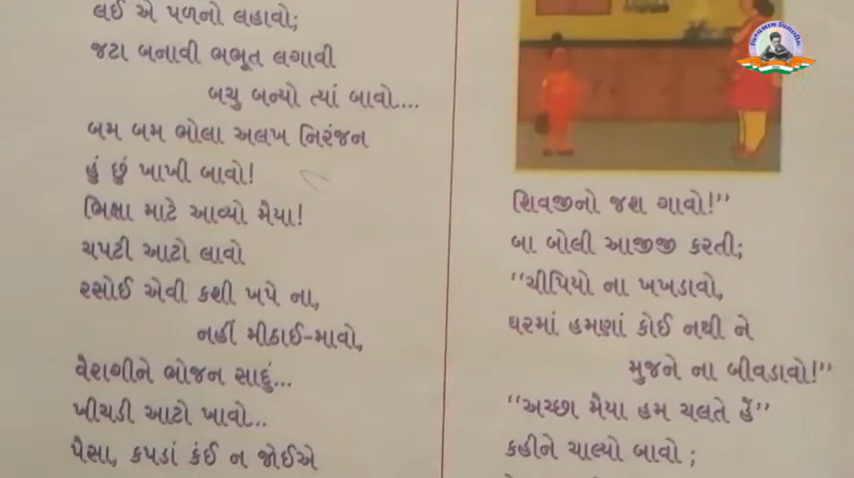 લઈ એ પળનો લહાવો;
જટા બનાવી ભભૂત લગાવી
બચુ બન્યો ત્યાં બાવો....
બમ બમ ભોલા અલખ નિરંજન
હું છું ખાખી બાવો!
ભિક્ષા માટે આવ્યો મૈયા!
ચપટી આટો લાવો
રસોઈ એવી કશી ખપે ના,
નહીં મીઠાઈ-માવો,
વેરાગીને ભોજન સાદું...
ખીચડી આટો ખાવો...
પૈસા, કપડાં કંઈ ન જોઈએ
શિવજીનો જશ ગાવો!”
બા બોલી આજીજી કરતી;
“ચીપિયો ના ખખડાવો,
ઘરમાં હમણાં કોઈ નથી ને
મુજને ના બીવડાવો!”
“અચ્છા મૈયા હમ ચલતે હૈં”
કહીને ચાલ્યો બાવો ;